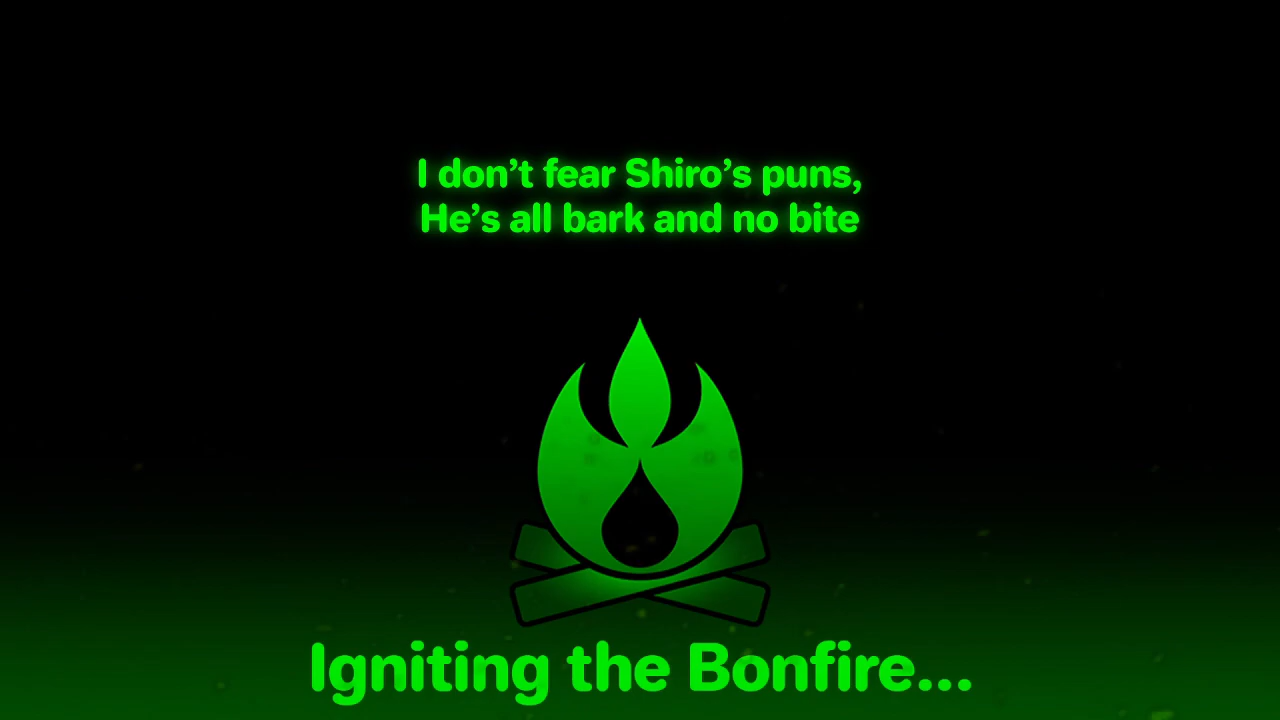 I don’t fear Shiro’s puns,
He’s all bark and no bite
Igniting the Bonfire...